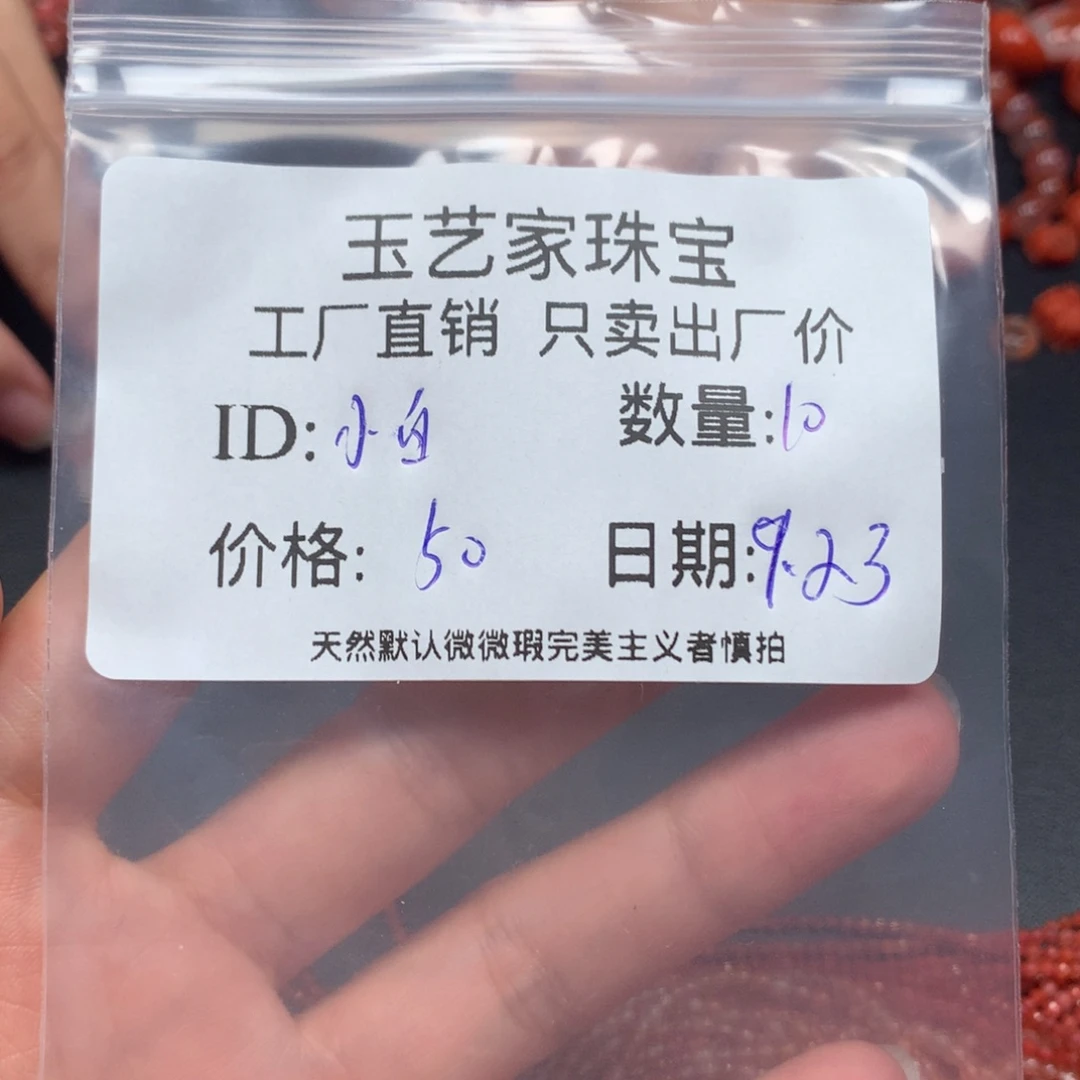 玉艺家珠宝
工厂直销 只卖出厂价
ID:小白 数量:10
价格: 50 日期:9.23
天然默认微微瑕完美主义者慎拍